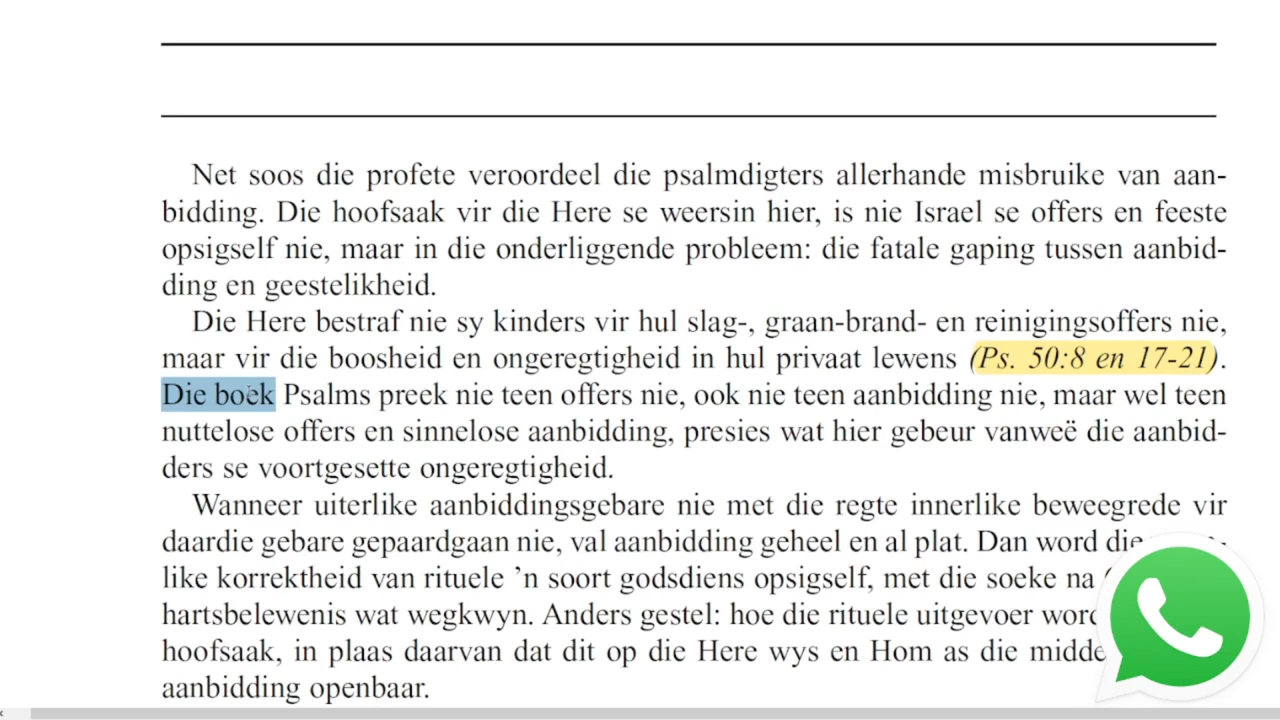 Net soos die profete veroordeel die psalmdigters allerhande misbruike van aan-
bidding. Die hoofsaak vir die Here se weersin hier, is nie Israel se offers en feeste
opsigself nie, maar in die onderliggende probleem: die fatale gaping tussen aanbid-
ding en geestelikheid.
Die Here bestraf nie sy kinders vir hul slag-, graan-brand- en reinigingsoffers nie,
maar vir die boosheid en ongeregtigheid in hul privaat lewens (Ps. 50:8 en 17-21).
Die boek Psalms preek nie teen offers nie, ook nie teen aanbidding nie, maar wel teen
nuttelose offers en sinnelose aanbidding, presies wat hier gebeur vanweë die aanbid-
ders se voortgesette ongeregtigheid.
Wanneer uiterlike aanbiddingsgebare nie met die regte innerlike beweegrede vir
daardie gebare gepaardgaan nie, val aanbidding geheel en al plat. Dan word die
like korrektheid van rituele ’n soort godsdiens opsigself, met die soeke na
hartsbelewenis wat wegkwyn. Anders gestel: hoe die rituele uitgevoer
hoofsaak, in plaas daarvan dat dit op die Here wys en Hom as die
aanbidding openbaar.